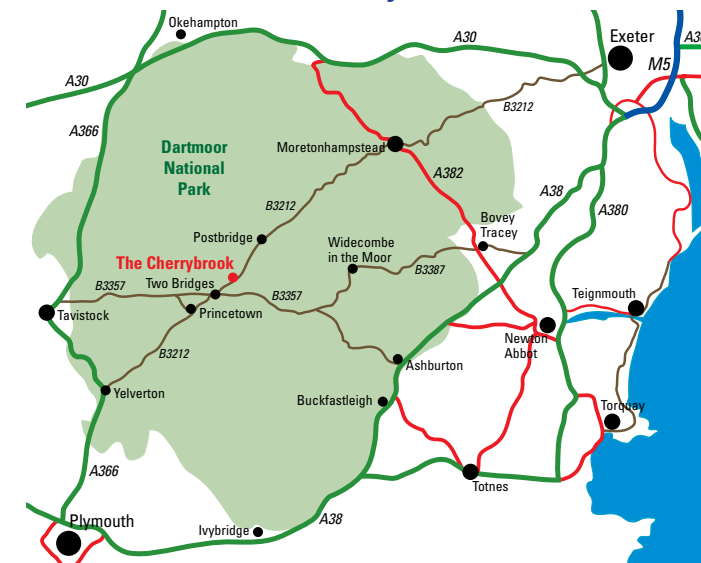 Okehampton
A30
Exeter
A30
M5
A30
B3212
A366
Dartmoor
National
Park
Moretonhampstead
A382
A38
A380
B3212
Bovey
Tracey
Postbridge
Widecombe
in the Moor
The Cherrybrook
B3387
Two Bridges
B3357
B3357
Teignmouth
Tavistock
Princetown
Newton
Abbot
B3212
Ashburton
Yelverton
Buckfastleigh
Torquay
A366
Totnes
Plymouth
A38
Ivybridge